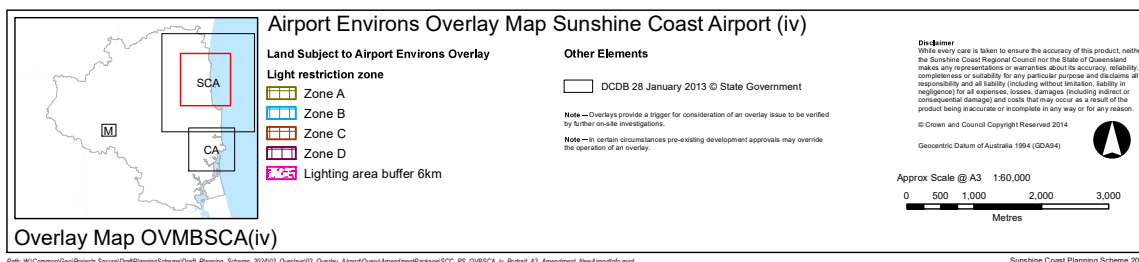 Airport Environs Overlay Map Sunshine Coast Airport (iv)
SCA
M
CA
Overlay Map OVMBSCA(iv)
Land Subject to Airport Environs Overlay
Light restriction zone
Zone A
Zone B
Zone C
Zone D
Lighting area buffer 6km
Other Elements
DCDB 28 January 2013 © State Government
Note — Overlays provide a trigger for consideration of an overlay issue to be verified
by further on-site investigations.
Note — In certain circumstances pre-existing development approvals may override
the operation of an overlay.
Disclaimer
While every care is taken to ensure the accuracy of this product,
the Sunshine Coast Regional Council nor the State of Queensland
makes any representations or warranties about its accuracy, reliability,
completeness or suitability for any particular purpose and disclaims all
responsibility and all liability (including without limitation, liability in
negligence) for all expenses, losses, damages (including indirect or
consequential damage) and costs that may occur as a result of the
product being inaccurate or incomplete in any way or for any reason.
© Crown and Council Copyright Reserved 2014
Geocentric Datum of Australia 1994 (GDA94)
Approx Scale @ A3 1:60,000
0 500 1,000 2,000 3,000
Metres
Sunshine Coast Planning Scheme